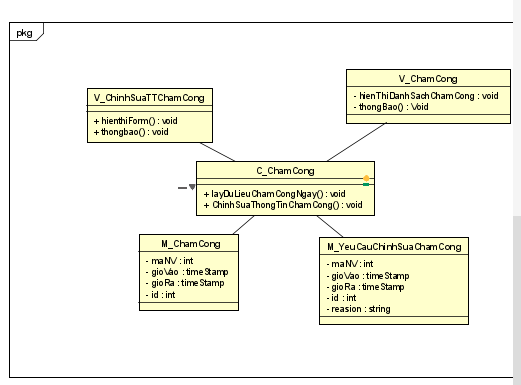 pkg
V_ChamCong
- hienThiDanhSachChamCong : void
- thongBao() : Void
V_ChinhSuaTTChamCong
+ hienthiForm() : void
+ thongbao() : void
C_ChamCong
+ layDuLieuChamCongNgay() : void
+ ChinhSuaThongTinChamCong() : void
M_ChamCong
- maNV : int
- gioVao : timeStamp
- gioRa : timeStamp
- id : int
M_YeuCauChinhSuaChamCong
- maNV : int
- gioVao : timeStamp
- gioRa : timeStamp
- id : int
- reasion : string